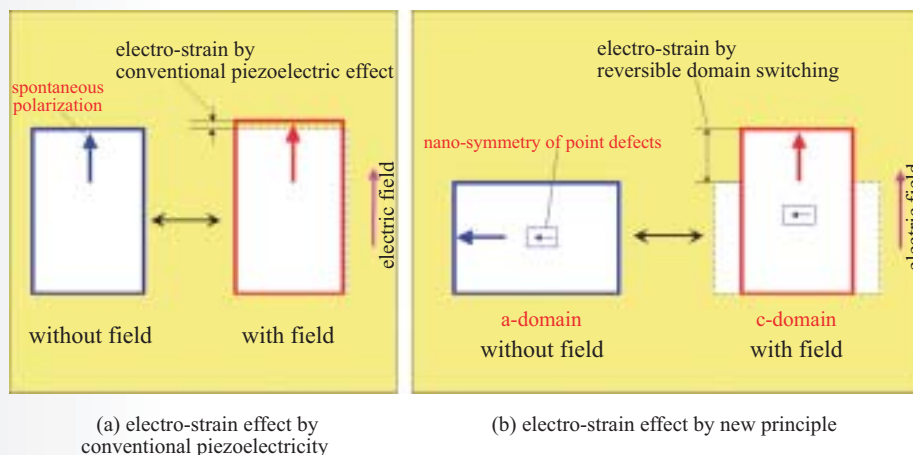 electro-strain by
conventional piezoelectric effect
spontaneous
polarization
electric field
without field
with field
(a) electro-strain effect by
conventional piezoelectricity
electro-strain by
reversible domain switching
nano-symmetry of point defects
electric field
a-domain
without field
c-domain
with field
(b) electro-strain effect by new principle